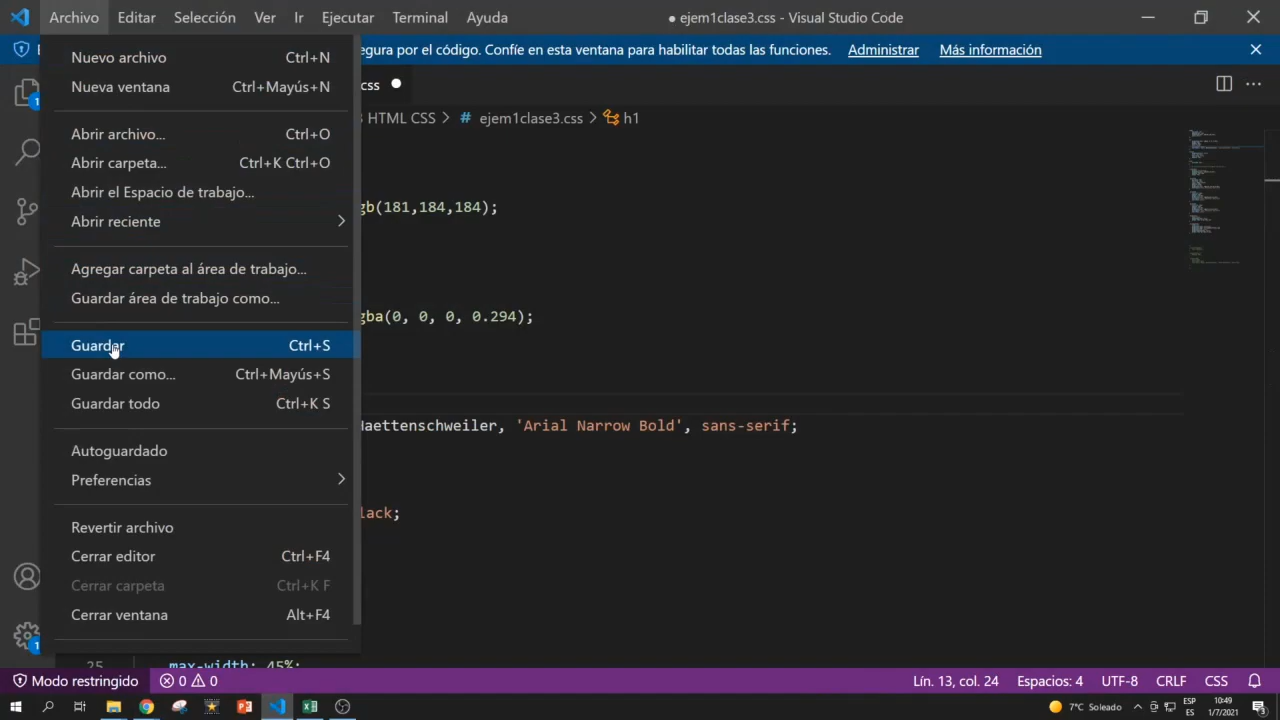 Archivo Editar Selección Ver Ir Ejecutar Terminal Ayuda ● ejem1clase3.css - Visual Studio Code
egura por el código. Confíe en esta ventana para habilitar todas las funciones. Administrar Más información
Nuevo archivo Ctrl+N
Nueva ventana Ctrl+Mayús+N
css
Abrir archivo... Ctrl+O
HTML CSS > # ejem1clase3.css > h1
Abrir carpeta... Ctrl+K Ctrl+O
Abrir el Espacio de trabajo...
gb(181,184,184);
Abrir reciente >
Agregar carpeta al área de trabajo...
Guardar área de trabajo como...
gba(0, 0, 0, 0.294);
Guardar Ctrl+S
Guardar como... Ctrl+Mayús+S
Guardar todo Ctrl+K S
Haettenschweiler, 'Arial Narrow Bold', sans-serif;
Autoguardado
Preferencias >
lack;
Revertir archivo
Cerrar editor Ctrl+F4
Cerrar carpeta Ctrl+K F
Cerrar ventana Alt+F4
25 max-width: 45%;
Modo restringido 0 0 Lín. 13, col. 24 Espacios: 4 UTF-8 CRLF CSS
7°C Soleado ESP ES 10:49 1/7/2021